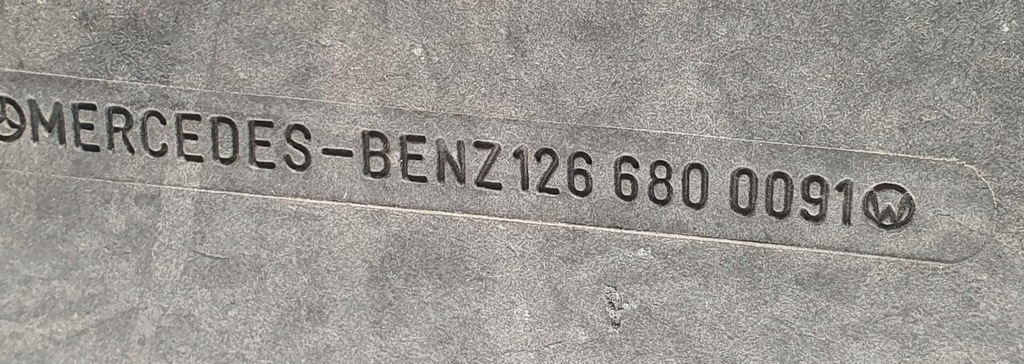 MERCEDES-BENZ 126 680 0091 W